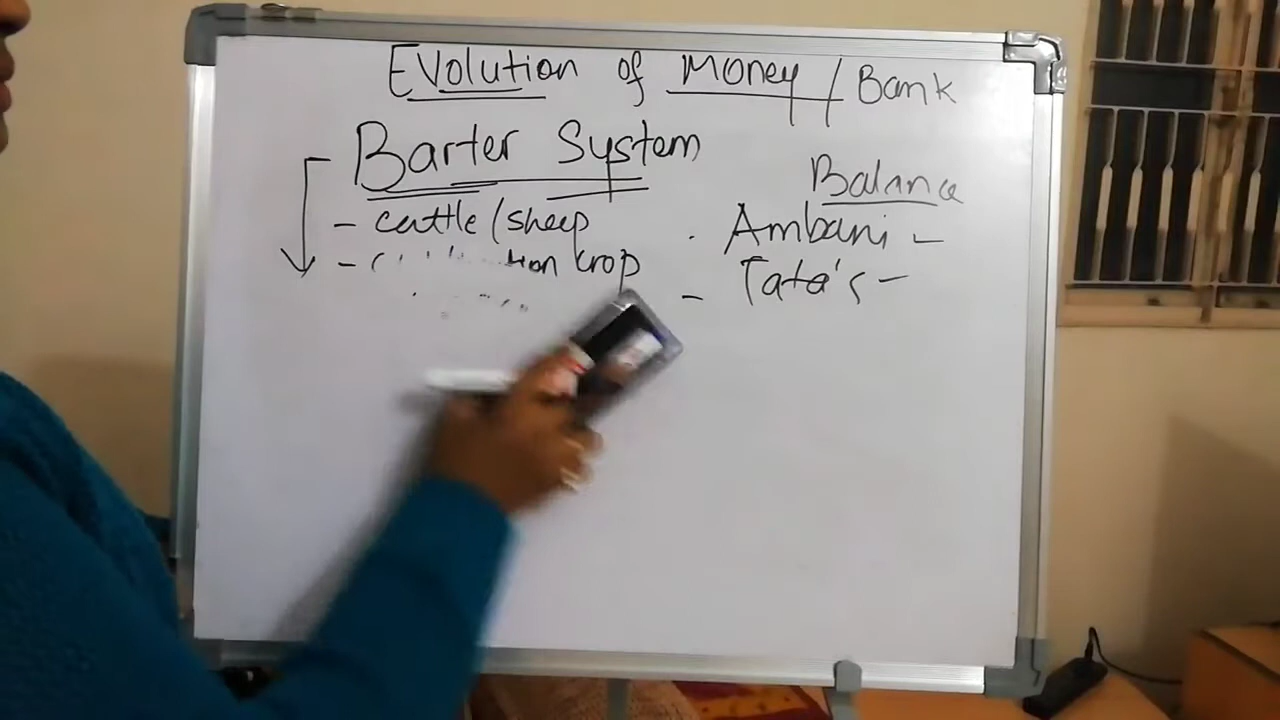 Evolution of Money / Bank
Barter System
- cattle / sheep
- crop
Balance
. Ambani -
- Tata's -